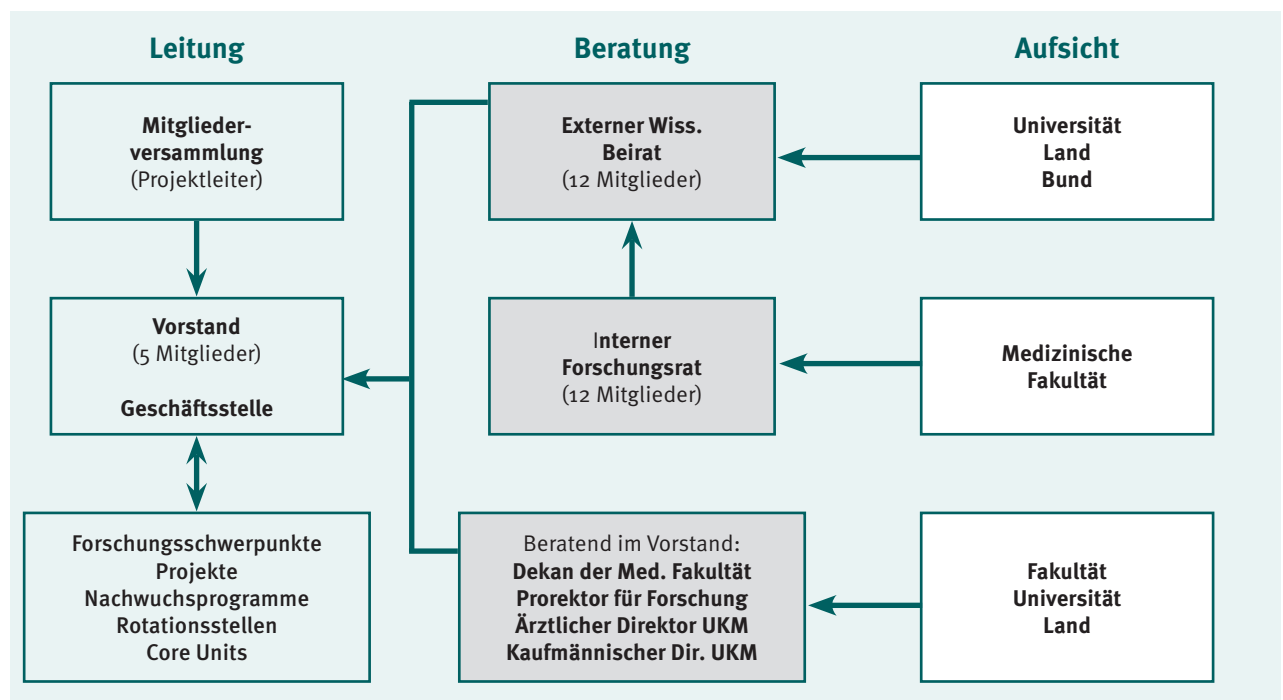 Leitung
Mitglieder-
versammlung
(Projektleiter)
Vorstand
(5 Mitglieder)
Geschäftsstelle
Forschungsschwerpunkte
Projekte
Nachwuchsprogramme
Rotationsstellen
Core Units
Beratung
Externer Wiss.
Beirat
(12 Mitglieder)
Interner
Forschungsrat
(12 Mitglieder)
Beratend im Vorstand:
Dekan der Med. Fakultät
Prorektor für Forschung
Ärztlicher Direktor UKM
Kaufmännischer Dir. UKM
Aufsicht
Universität
Land
Bund
Medizinische
Fakultät
Fakultät
Universität
Land